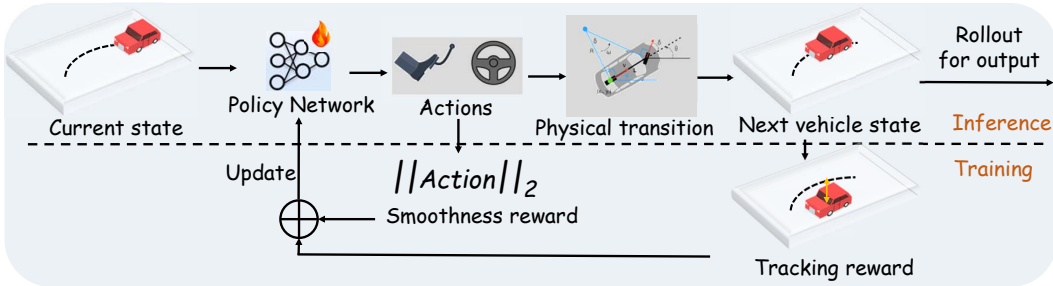 Rollout
for output
Current state
Policy Network
Actions
Physical transition
Next vehicle state
Inference
Training
Update
||Action||2
Smoothness reward
Tracking reward